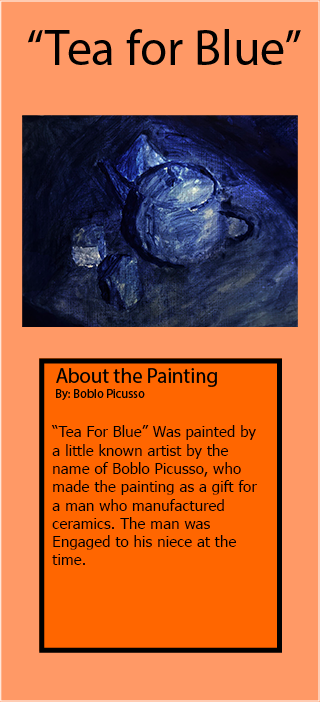 “Tea for Blue”
About the Painting
By: Boblo Picusso
“Tea For Blue” Was painted by
a little known artist by the
name of Boblo Picusso, who
made the painting as a gift for
a man who manufactured
ceramics. The man was
Engaged to his niece at the
time.